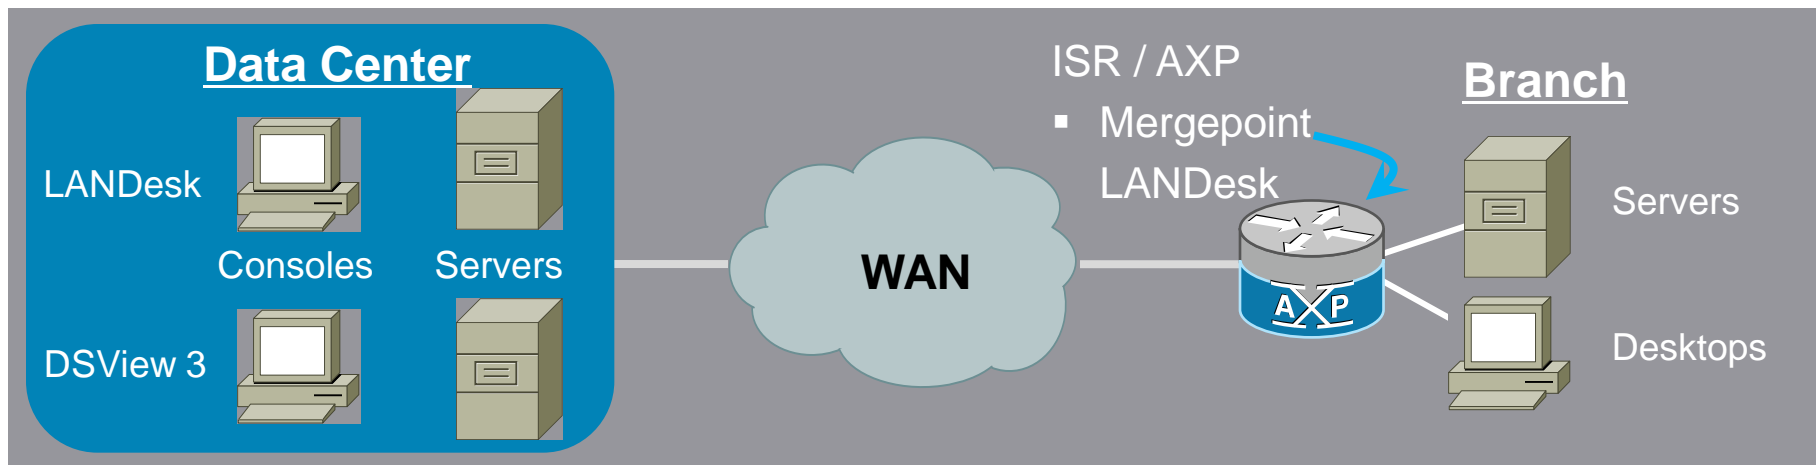 Data Center
LANDesk
Consoles
Servers
DSView 3
WAN
ISR / AXP
▪ Mergepoint
LANDesk
AXP
Branch
Servers
Desktops